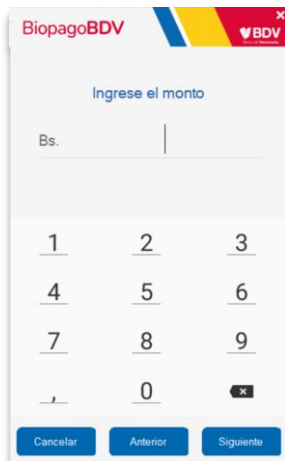 BiopagoBDV
BDV
Ingrese el monto
Bs.
1 2 3
4 5 6
7 8 9
, 0
Cancelar Anterior Siguiente